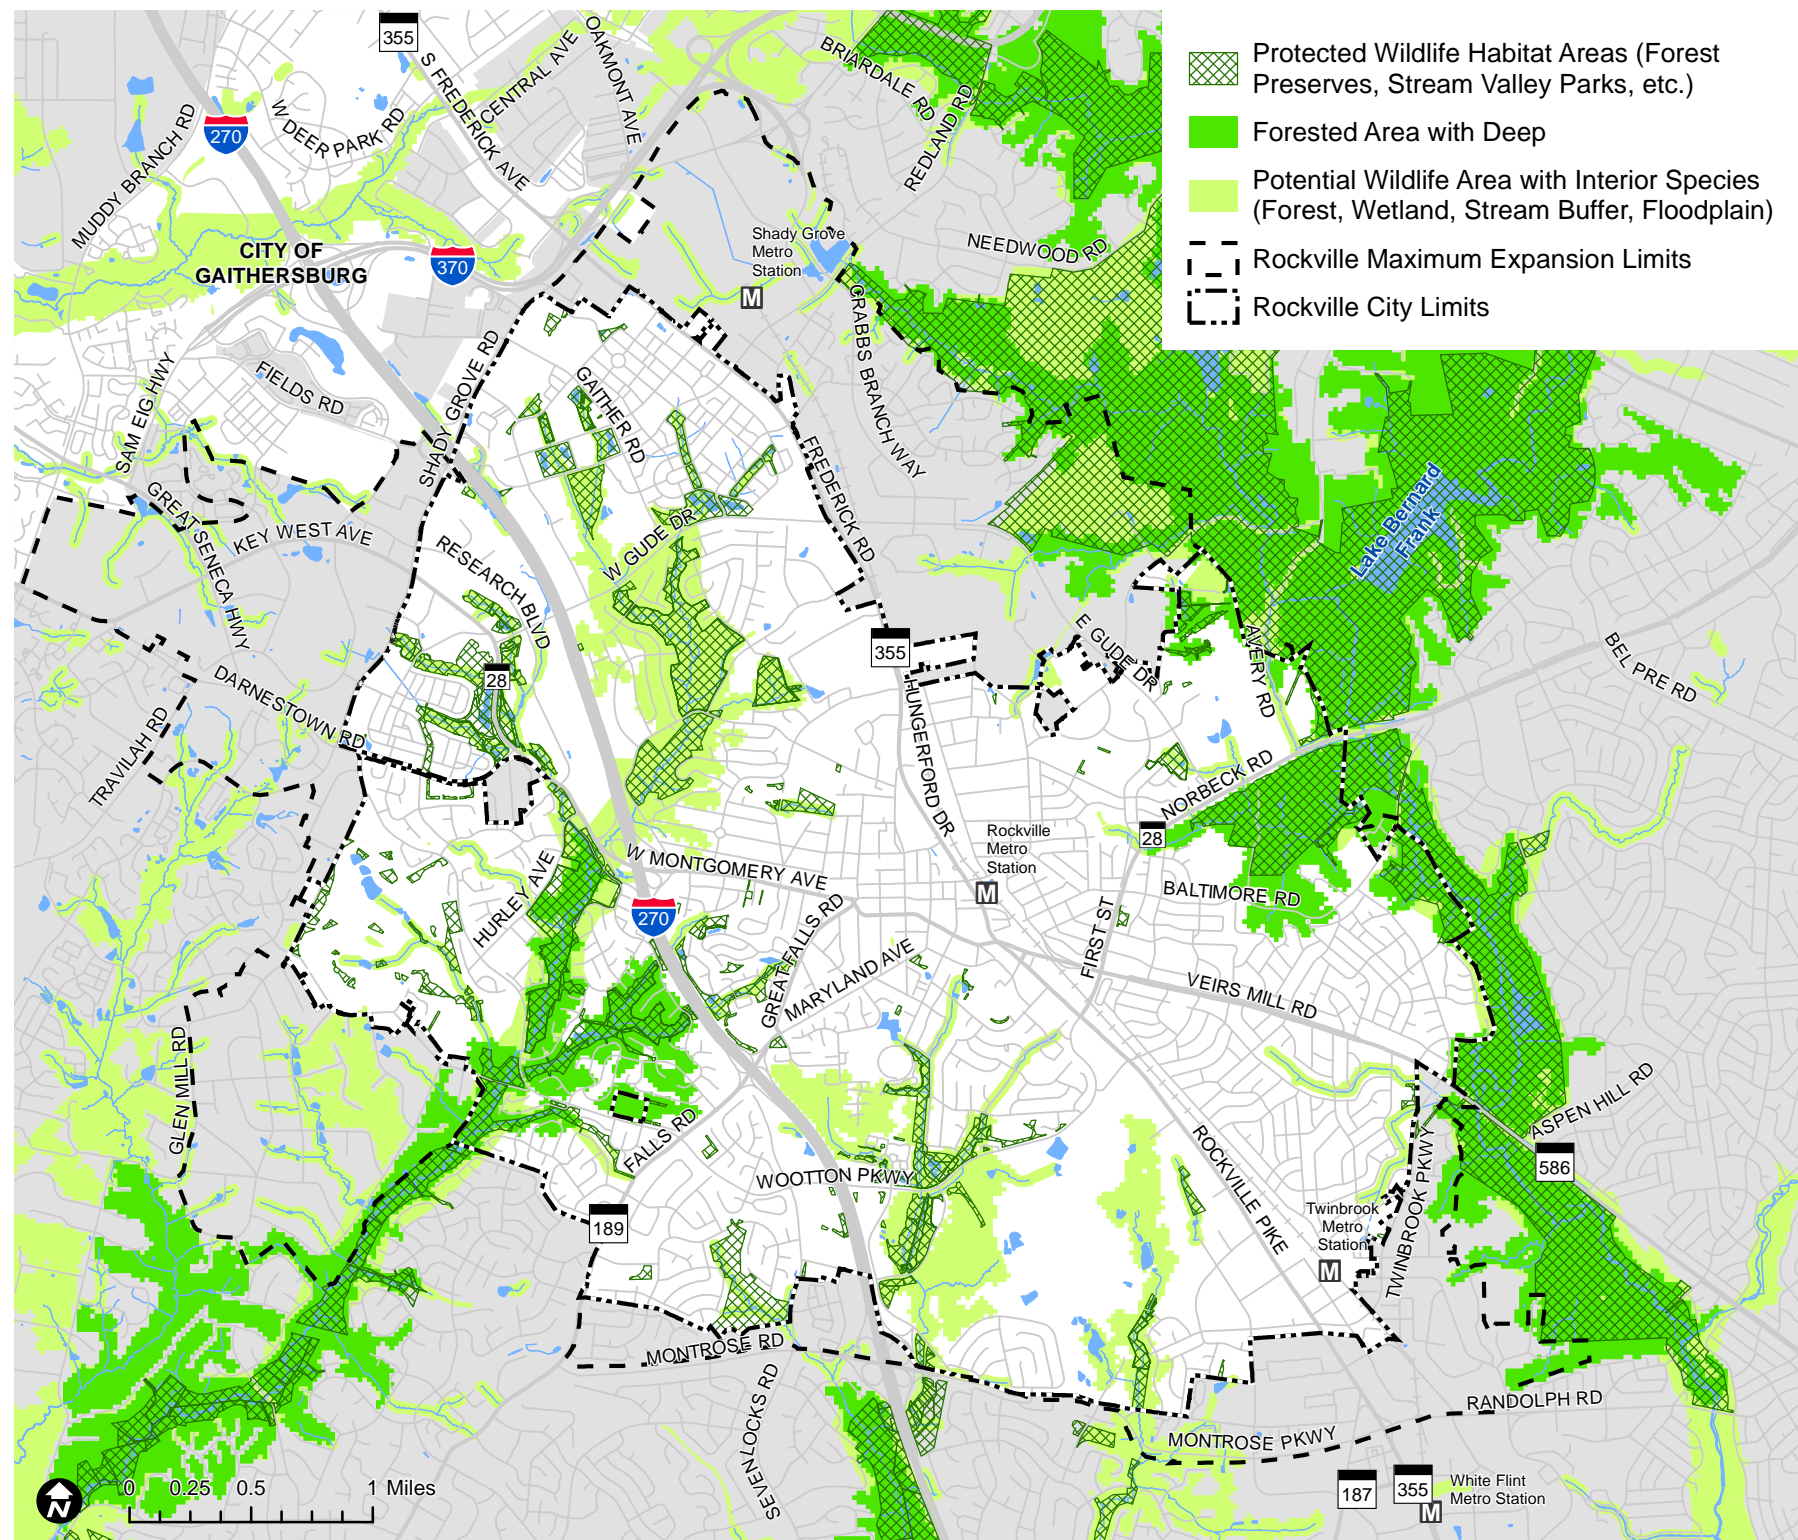 Protected Wildlife Habitat Areas (Forest
Preserves, Stream Valley Parks, etc.)
Forested Area with Deep
Potential Wildlife Area with Interior Species
(Forest, Wetland, Stream Buffer, Floodplain)
Rockville Maximum Expansion Limits
Rockville City Limits
355
S FREDERICK AVE
CENTRAL AVE
OAKMONT AVE
BRIARDALE RD
REDLAND RD
MUDDY BRANCH RD
270
W DEER PARK RD
CITY OF
GAITHERSBURG
370
Shady Grove
Metro
Station
M
NEEDWOOD RD
CRABBS BRANCH WAY
SAM EIG HWY
FIELDS RD
SHADY GROVE RD
GAITHER RD
FREDERICK RD
GREAT SENECA HWY
KEY WEST AVE
RESEARCH BLVD
W GUDE DR
Lake Bernard
Frank
355
E GUDE DR
AVERY RD
BEL PRE RD
28
DARNESTOWN RD
TRAVILAH RD
HUNGERFORD DR
NORBECK RD
28
Rockville
Metro
Station
M
W MONTGOMERY AVE
HURLEY AVE
270
BALTIMORE RD
GREAT FALLS RD
MARYLAND AVE
FIRST ST
VEIRS MILL RD
GLEN MILL RD
FALLS RD
WOOTTON PKWY
ROCKVILLE PIKE
TWINBROOK PKWY
ASPEN HILL RD
586
189
Twinbrook
Metro
Station
M
MONTROSE RD
SEVEN LOCKS RD
RANDOLPH RD
MONTROSE PKWY
N
0 0.25 0.5 1 Miles
187
355
White Flint
Metro Station
M